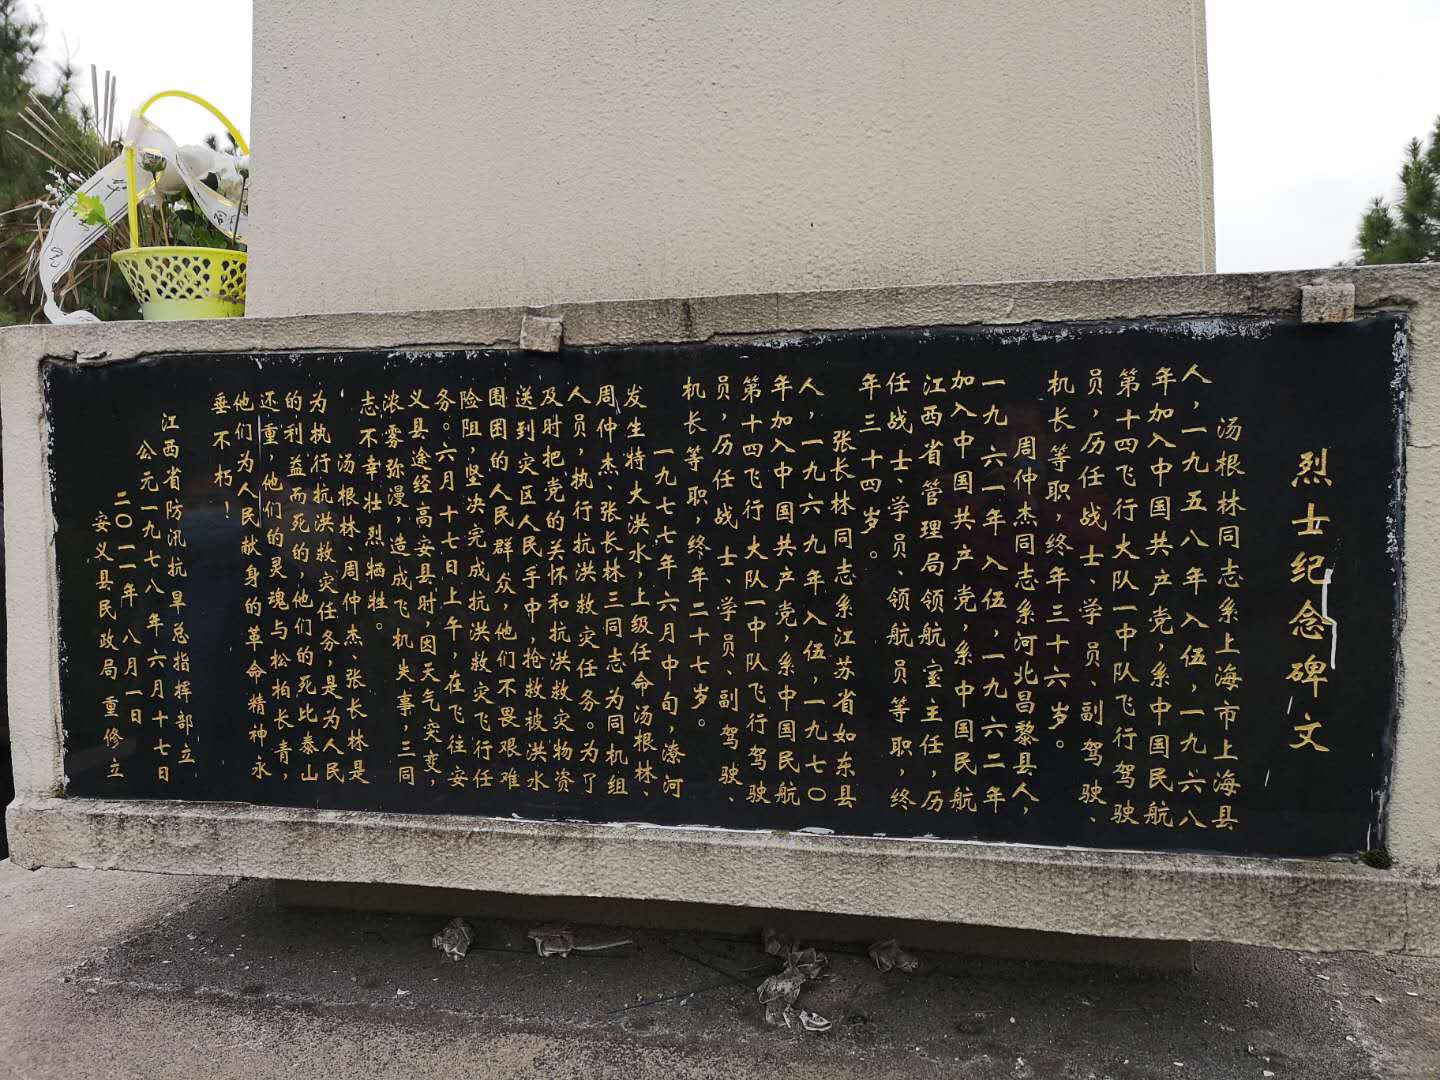 烈士纪念碑文
汤根林同志系上海市上海县
人，一九五八年入伍，一九六八
年加入中国共产党，系中国民航
第十四飞行大队一中队飞行驾驶
员，历任战士、学员、副驾驶、
机长等职，终年三十六岁。
周仲杰同志系河北昌黎县人，
一九六一年入伍，一九六二年
加入中国共产党，系中国民航
江西省管理局领航室主任，历
任战士、学员、领航员等职，终
年三十四岁。
张长林同志系江苏省如东县
人，一九六九年入伍，一九七〇
年加入中国共产党，系中国民航
第十四飞行大队一中队飞行驾驶
员，历任战士、学员、副驾驶、
机长等职，终年二十七岁。
一九七七年六月中旬，潦河
发生特大洪水，上级任命汤根林、
周仲杰、张长林三同志为同机组
人员，执行抗洪救灾任务。为了
及时把党的关怀和抗洪救灾物资
送到灾区人民手中，抢救被洪水
围困的人民群众，他们不畏艰难
险阻，坚决完成抗洪救灾飞行任
务。六月十七日上午，在飞往安
义县途经高安县时，因天气突变，
浓雾弥漫，造成飞机失事，三同
志不幸壮烈牺牲。
汤根林、周仲杰、张长林是
为执行抗洪救灾任务，是为人民
的利益而死的，他们的死比泰山
还重，他们的灵魂与松柏长青，
他们为人民献身的革命精神永
垂不朽！
江西省防汛抗旱总指挥部立
公元一九七八年六月十七日
二〇一一年八月一日
安义县民政局重修立